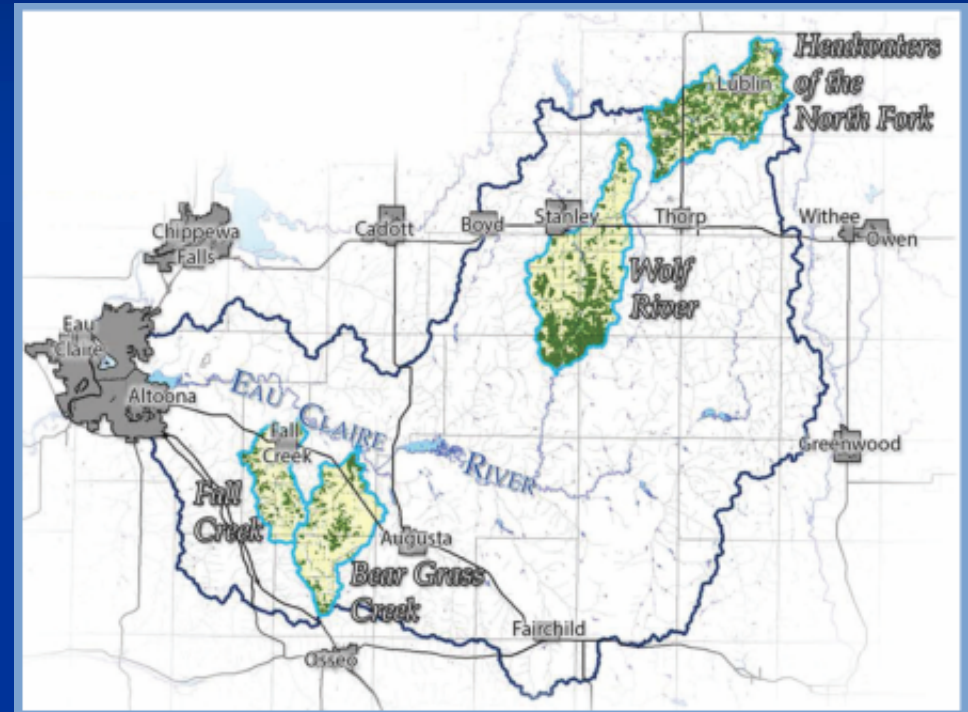 Headwaters
of the
North Fork
Lublin
Chippewa
Falls
Cadott
Boyd
Stanley
Thorp
Withee
Owen
Wolf
River
Eau
Claire
Altoona
EAU CLAIRE
RIVER
Fall
Creek
Greenwood
Fall
Creek
Augusta
Bear Grass
Creek
Fairchild
Osseo